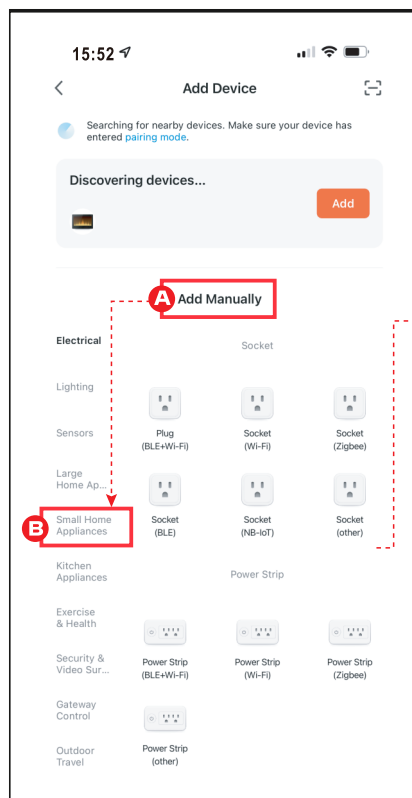 15:52
Add Device
Searching for nearby devices. Make sure your device has
entered pairing mode.
Discovering devices...
Add
A
Add Manually
Electrical
Lighting
Sensors
Large
Home Ap...
B
Small Home
Appliances
Kitchen
Appliances
Exercise
& Health
Security &
Video Sur...
Gateway
Control
Outdoor
Travel
Socket
Plug
(BLE+Wi-Fi)
Socket
(Wi-Fi)
Socket
(Zigbee)
Socket
(BLE)
Socket
(NB-IoT)
Socket
(other)
Power Strip
Power Strip
(BLE+Wi-Fi)
Power Strip
(Wi-Fi)
Power Strip
(Zigbee)
Power Strip
(other)